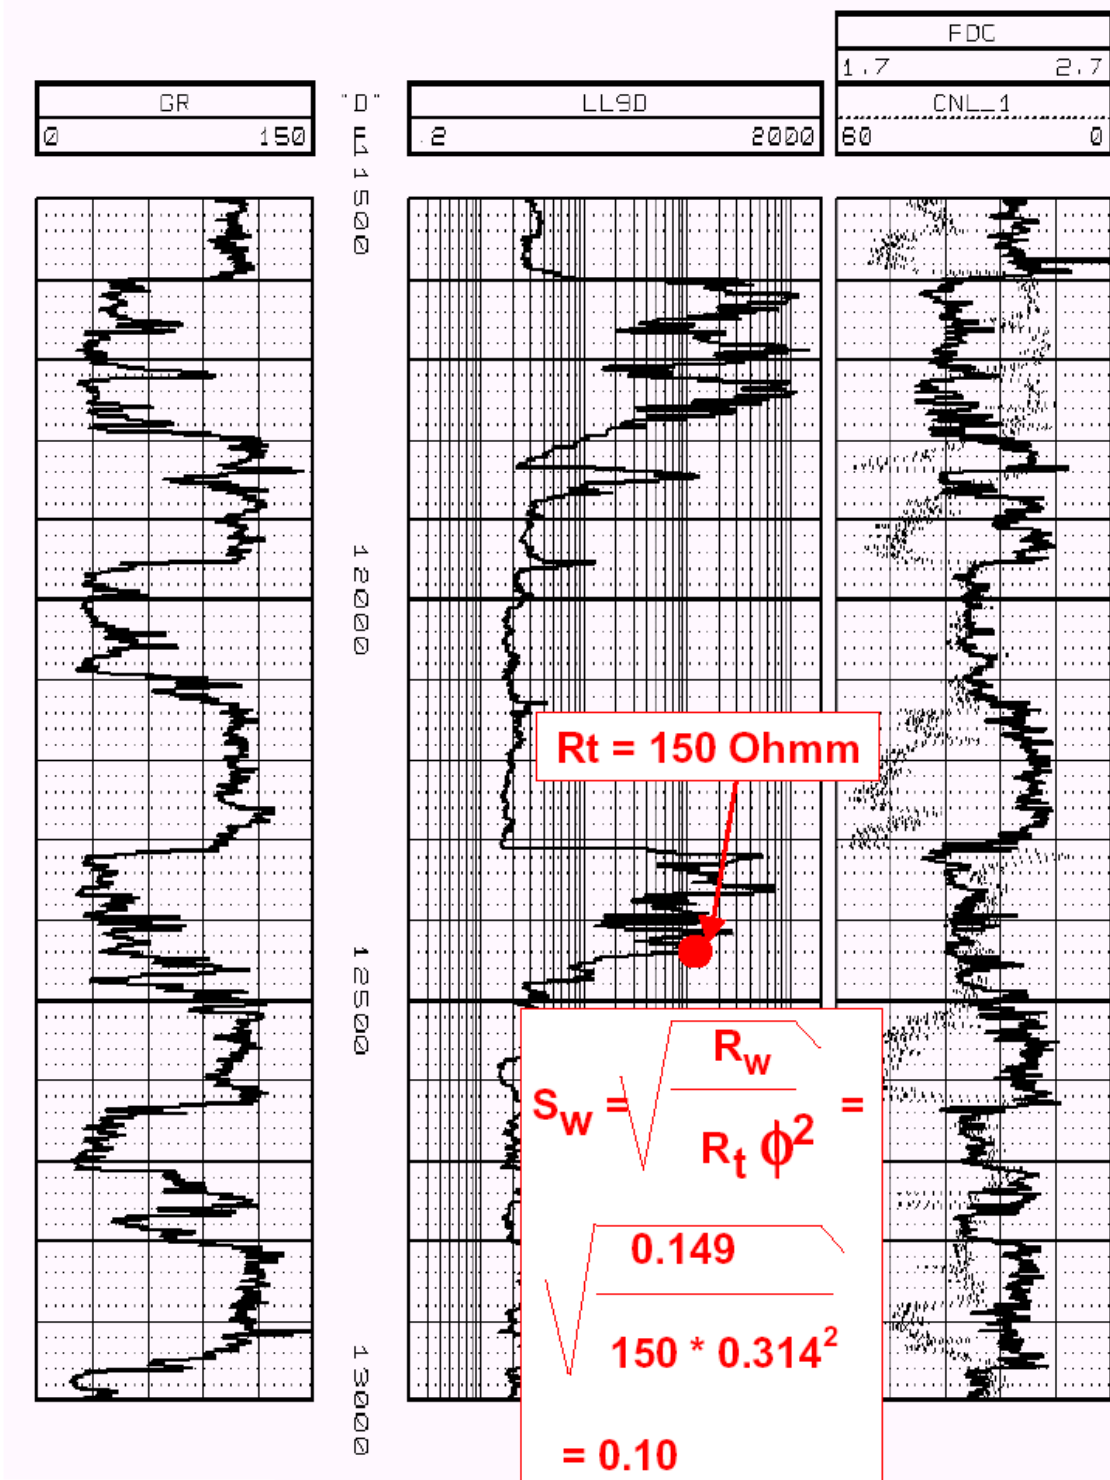 FDC
1.7 2.7
GR "D" LL9D CNL_1
0 150 F .2 2000 60 0
11500
12000
Rt = 150 Ohmm
12500
Rw
Sw = √ =
Rt ϕ²
0.149
√
150 * 0.314²
= 0.10
13000